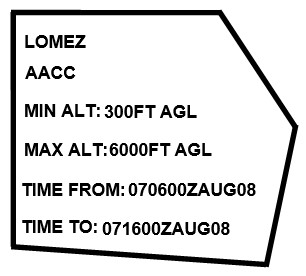 LOMEZ
AACC
MIN ALT: 300FT AGL
MAX ALT: 6000FT AGL
TIME FROM: 070600ZAUG08
TIME TO: 071600ZAUG08